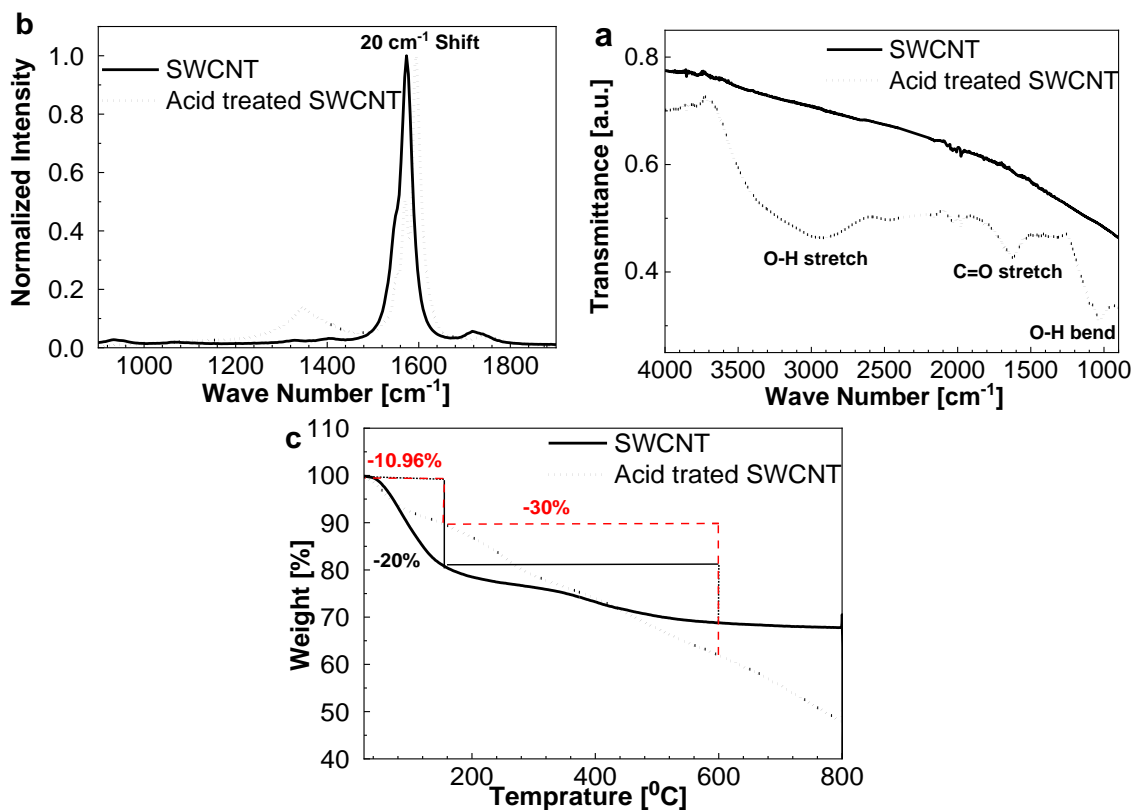 b
20 cm⁻¹ Shift
SWCNT
Acid treated SWCNT
Normalized Intensity
1.0
0.8
0.6
0.4
0.2
0.0
1000 1200 1400 1600 1800
Wave Number [cm⁻¹]
a
SWCNT
Acid treated SWCNT
Transmittance [a.u.]
0.8
0.6
0.4
O-H stretch
C=O stretch
O-H bend
4000 3500 3000 2500 2000 1500 1000
Wave Number [cm⁻¹]
c
SWCNT
Acid trated SWCNT
Weight [%]
110
100
90
80
70
60
50
40
-10.96%
-30%
-20%
200 400 600 800
Temprature [⁰C]